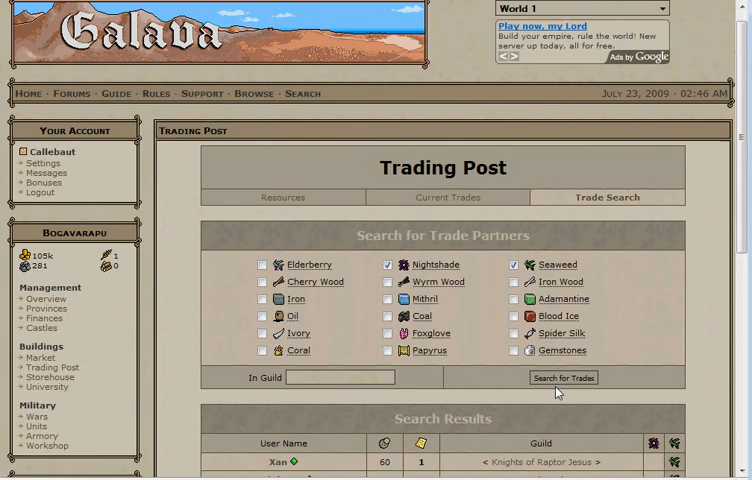 Galava
World 1
Play now, my Lord
Build your empire, rule the world! New
server up today, all for free.
Ads by Google
Home · Forums · Guide · Rules · Support · Browse · Search
July 23, 2009 · 02:46 AM
Your Account
Callebaut
Settings
Messages
Bonuses
Logout
Bogavarapu
105k 1
281 0
Management
Overview
Provinces
Finances
Castles
Buildings
Market
Trading Post
Storehouse
University
Military
Wars
Units
Armory
Workshop
Trading Post
Trading Post
Resources Current Trades Trade Search
Search for Trade Partners
Elderberry Nightshade Seaweed
Cherry Wood Wyrm Wood Iron Wood
Iron Mithril Adamantine
Oil Coal Blood Ice
Ivory Foxglove Spider Silk
Coral Papyrus Gemstones
In Guild Search for Trades
Search Results
User Name Guild
Xan 60 1 < Knights of Raptor Jesus >